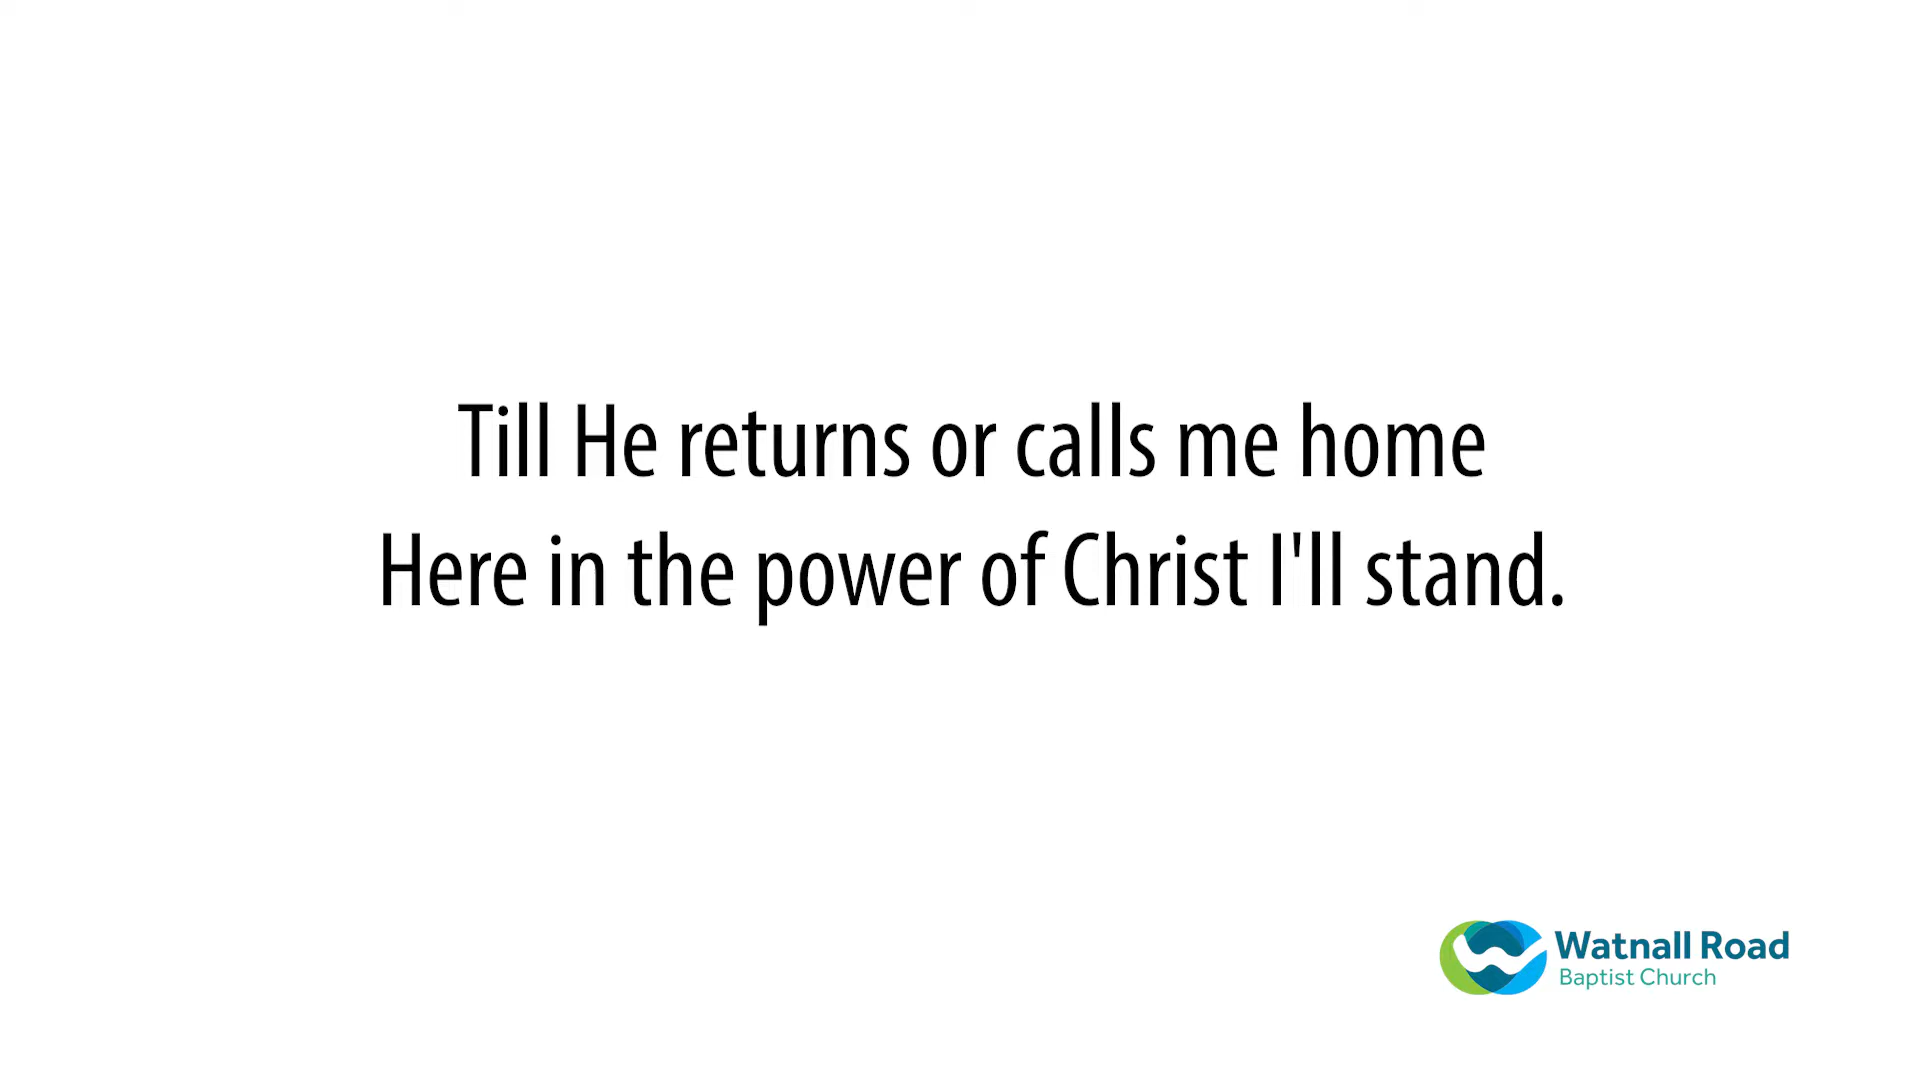 Till He returns or calls me home
Here in the power of Christ I'll stand.
Watnall Road
Baptist Church